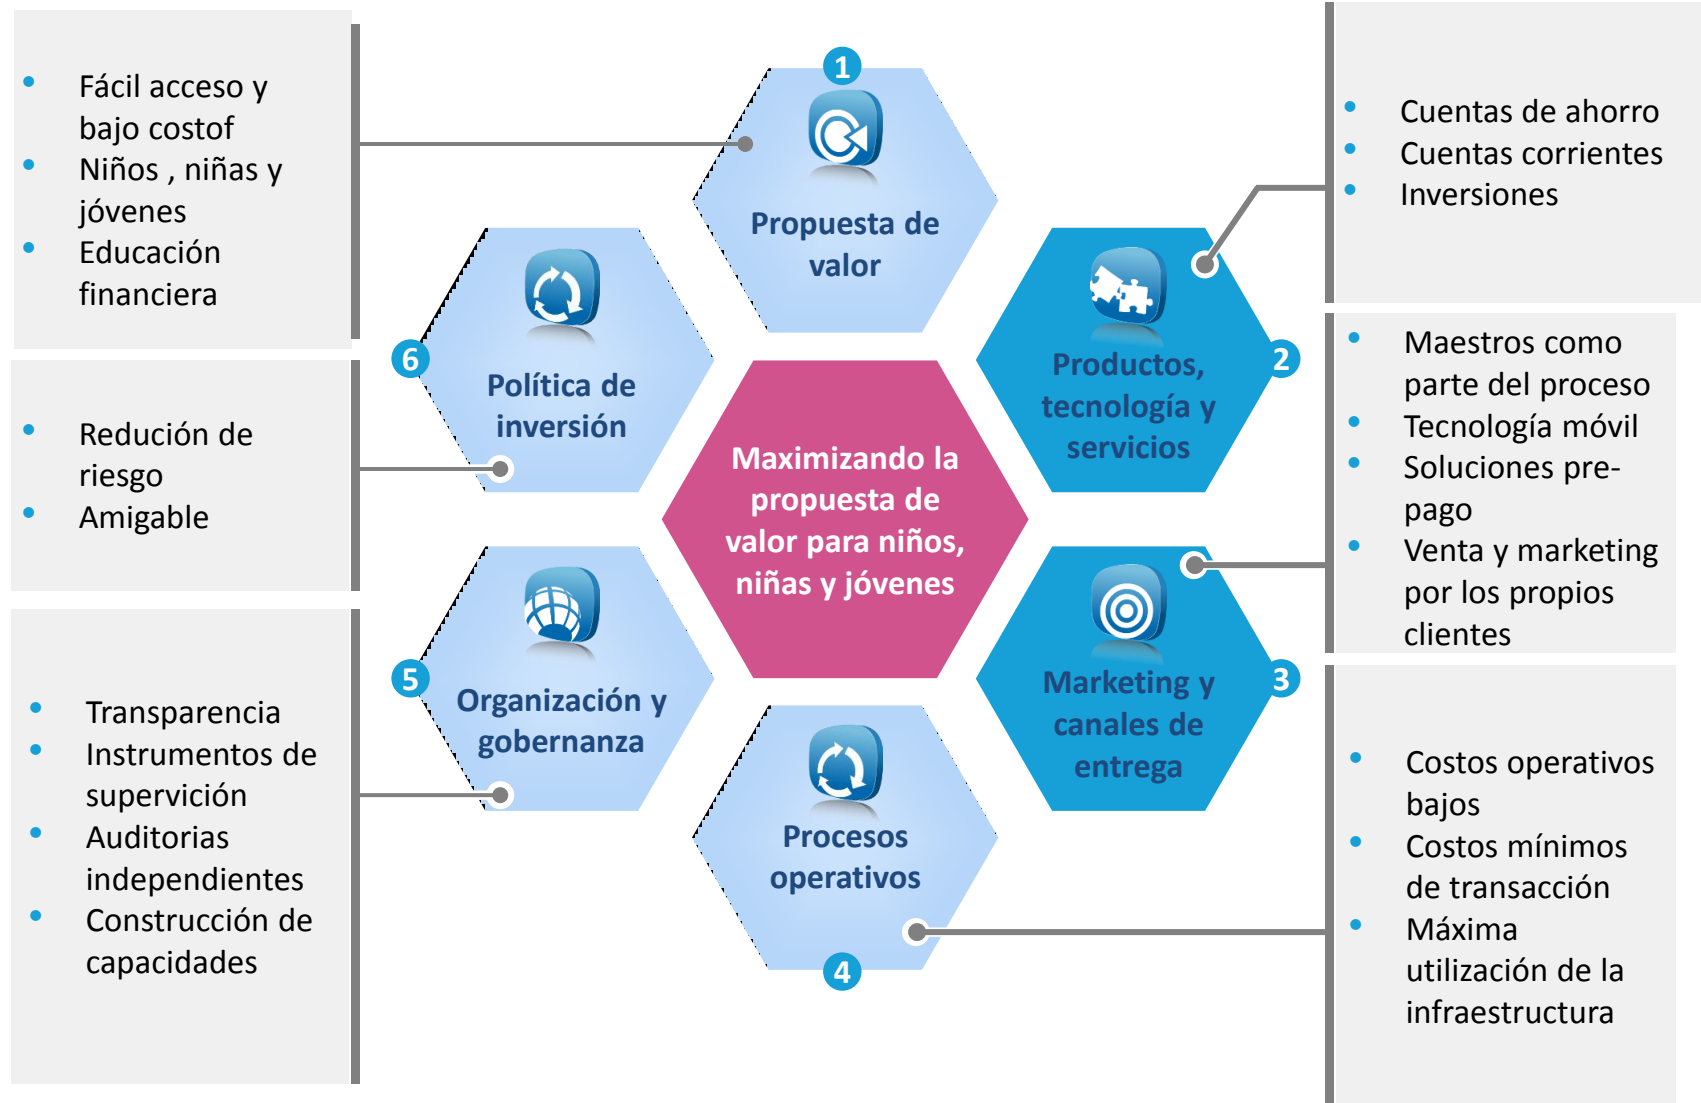 Fácil acceso y
bajo costof
Niños , niñas y
jóvenes
Educación
financiera
1
Propuesta de
valor
Cuentas de ahorro
Cuentas corrientes
Inversiones
2
Productos,
tecnología y
servicios
Maestros como
parte del proceso
Tecnología móvil
Soluciones pre-
pago
Venta y marketing
por los propios
clientes
3
Marketing y
canales de
entrega
Costos operativos
bajos
Costos mínimos
de transacción
Máxima
utilización de la
infraestructura
4
Procesos
operativos
Transparencia
Instrumentos de
supervición
Auditorias
independientes
Construcción de
capacidades
5
Organización y
gobernanza
Redución de
riesgo
Amigable
6
Política de
inversión
Maximizando la
propuesta de
valor para niños,
niñas y jóvenes